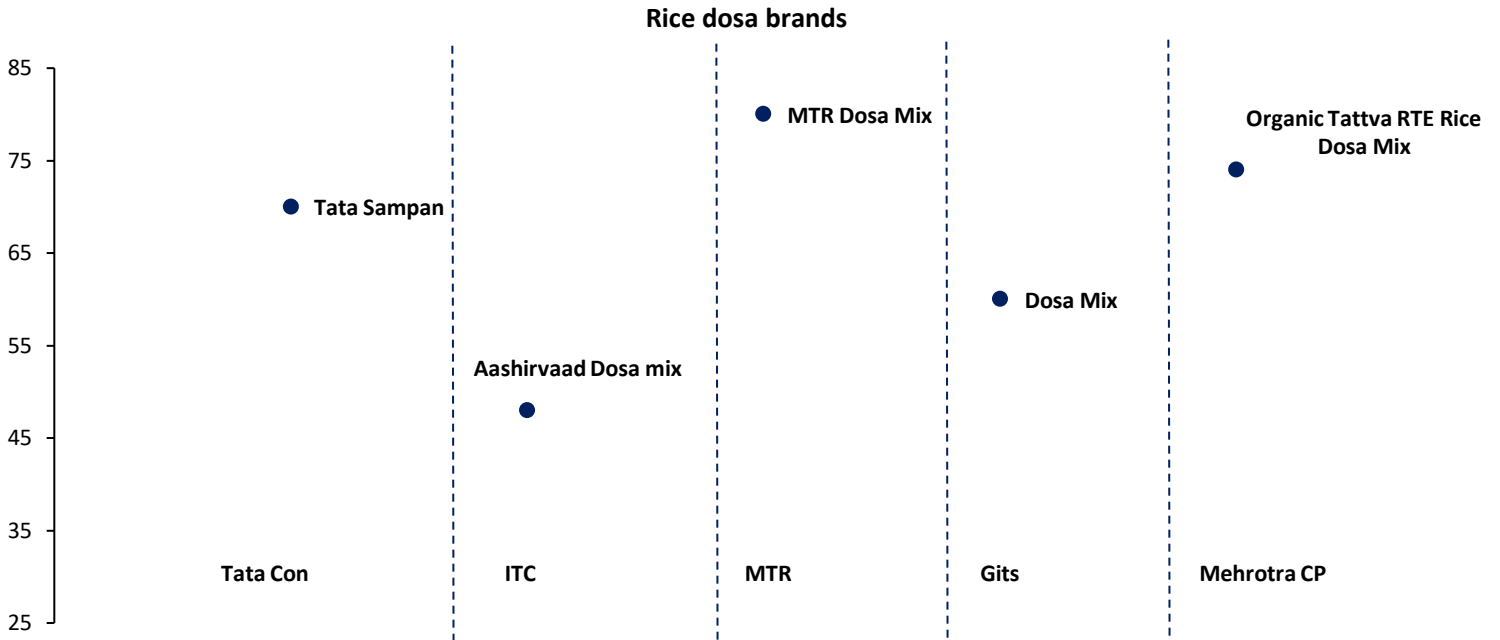 Rice dosa brands
85
75
65
55
45
35
25
MTR Dosa Mix
Organic Tattva RTE Rice
Dosa Mix
Tata Sampan
Dosa Mix
Aashirvaad Dosa mix
Tata Con
ITC
MTR
Gits
Mehrotra CP